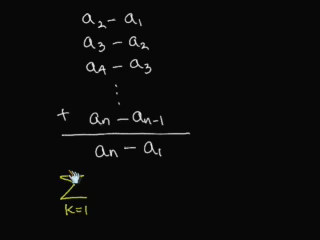 a₂ – a₁
a₃ – a₂
a₄ – a₃
⋮
+ aₙ – aₙ₋₁
aₙ – a₁
∑
k=1